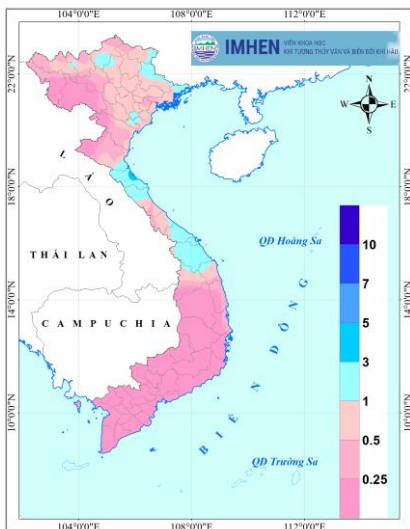 104°0'0"E 108°0'0"E 112°0'0"E
IMHEN VIỆN KHOA HỌC
KHÍ TƯỢNG THỦY VĂN VÀ BIẾN ĐỔI KHÍ HẬU
22°0'0"N
22°0'0"N
N
W E
S
LÀO
18°0'0"N
18°0'0"N
QĐ Hoàng Sa
THÁI LAN
14°0'0"N
14°0'0"N
CAMPUCHIA
BIỂN ĐÔNG
10°0'0"N
10°0'0"N
QĐ Trường Sa
10
7
5
3
1
0.5
0.25
104°0'0"E 108°0'0"E 112°0'0"E